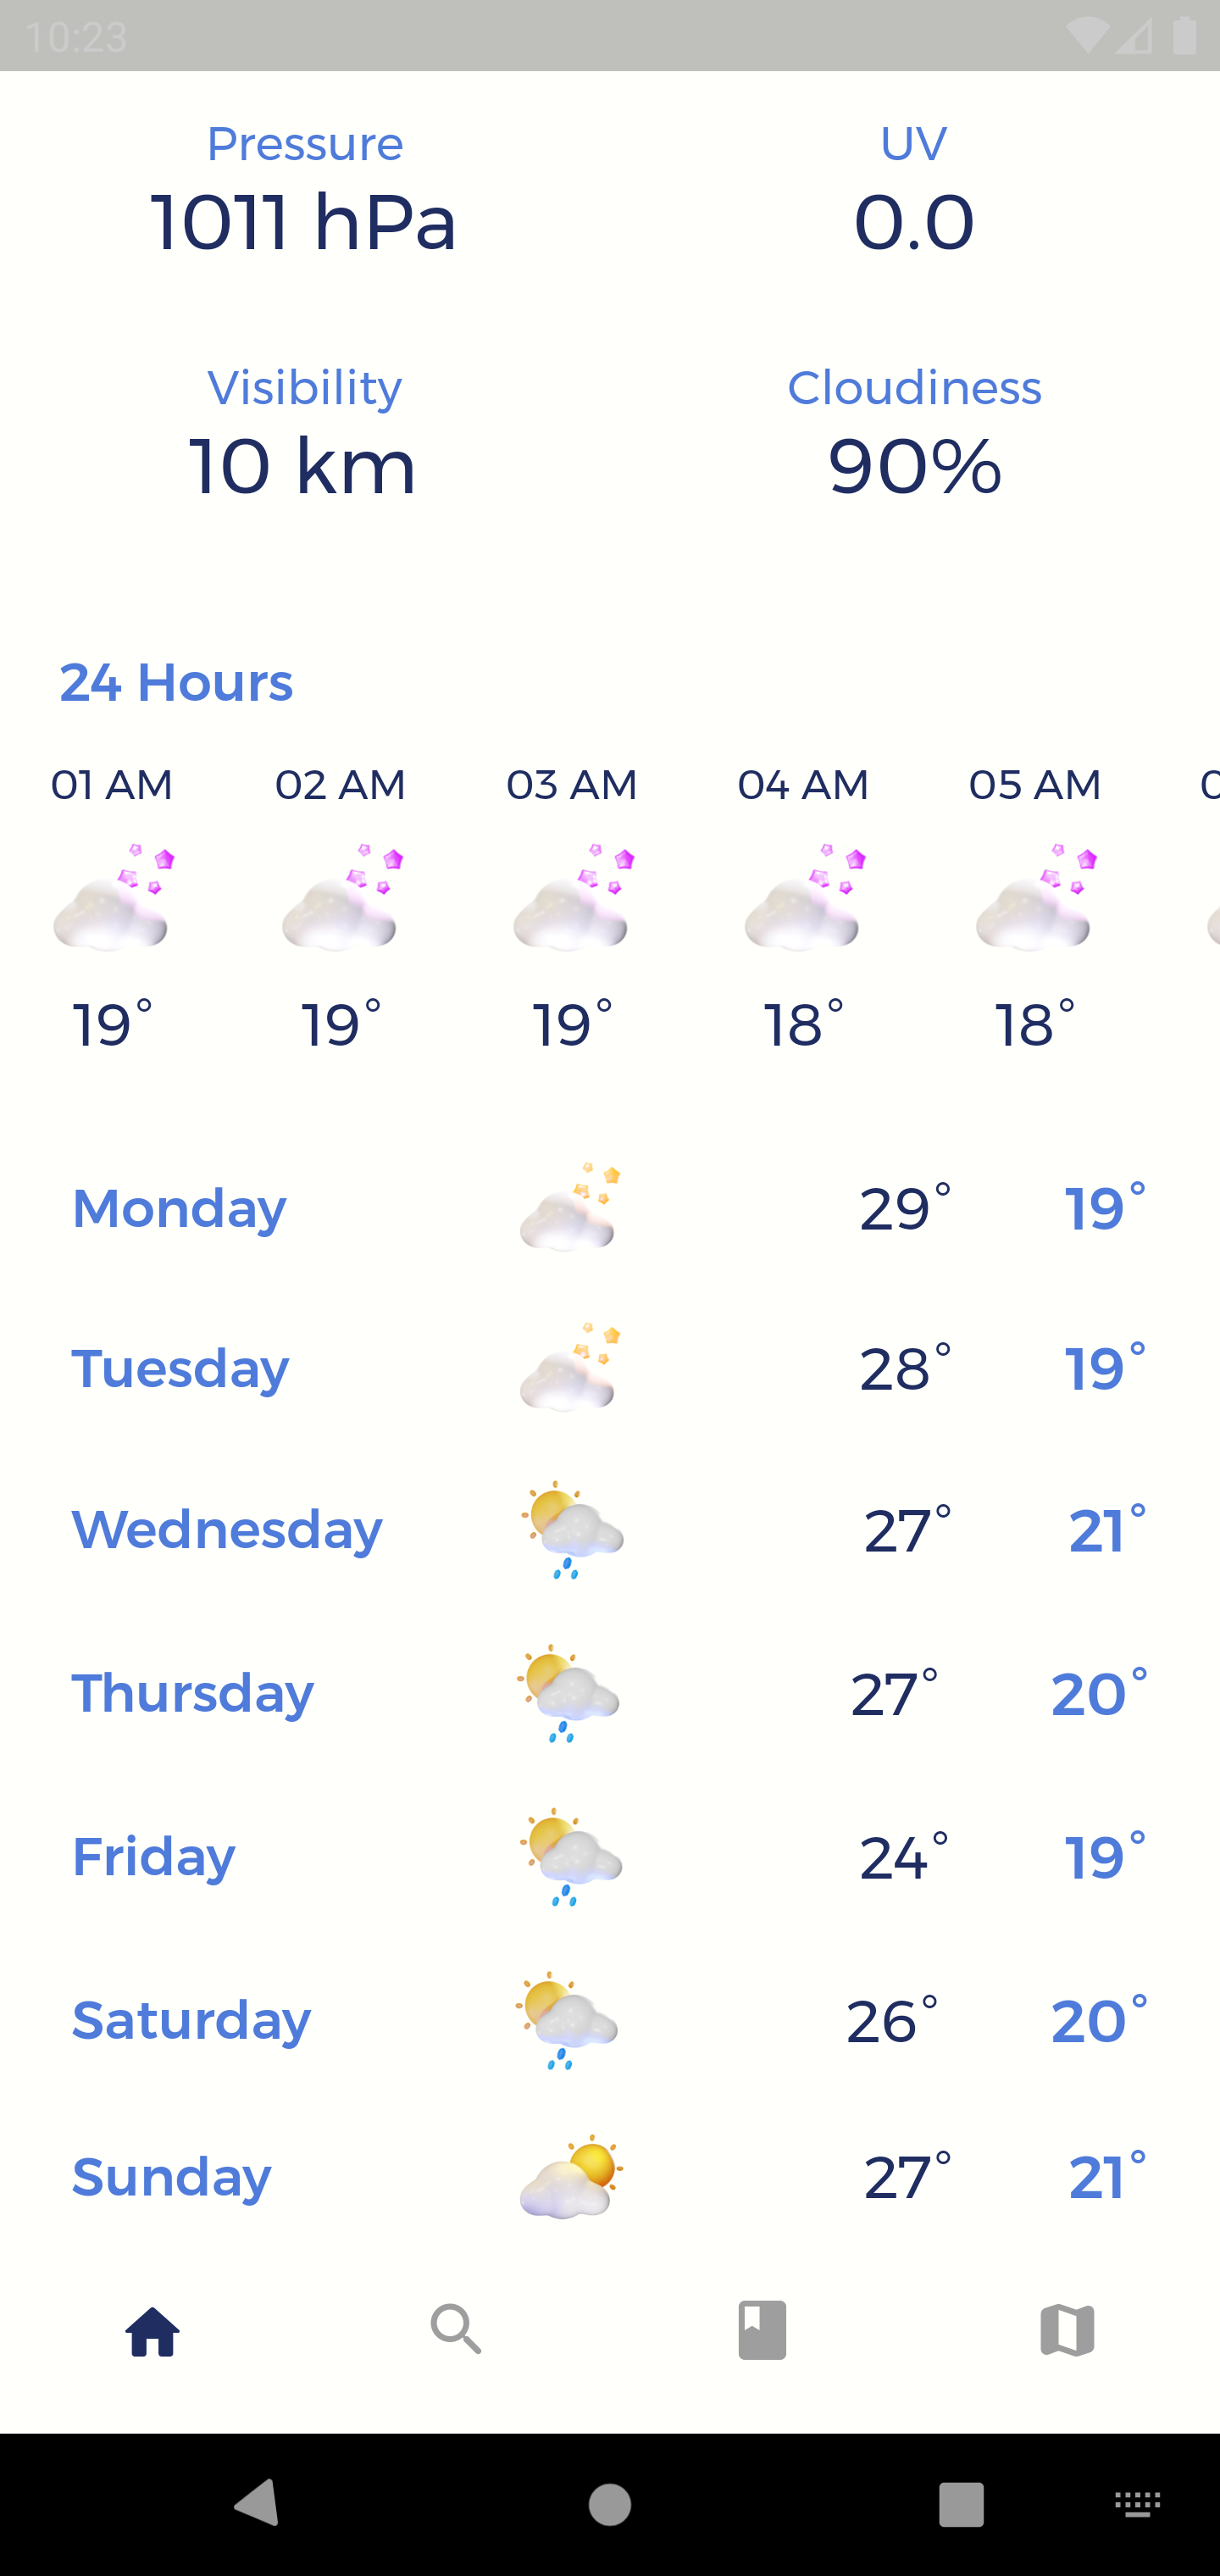 10:23
Pressure
1011 hPa
UV
0.0
Visibility
10 km
Cloudiness
90%
24 Hours
01 AM 02 AM 03 AM 04 AM 05 AM
19° 19° 19° 18° 18°
Monday 29° 19°
Tuesday 28° 19°
Wednesday 27° 21°
Thursday 27° 20°
Friday 24° 19°
Saturday 26° 20°
Sunday 27° 21°